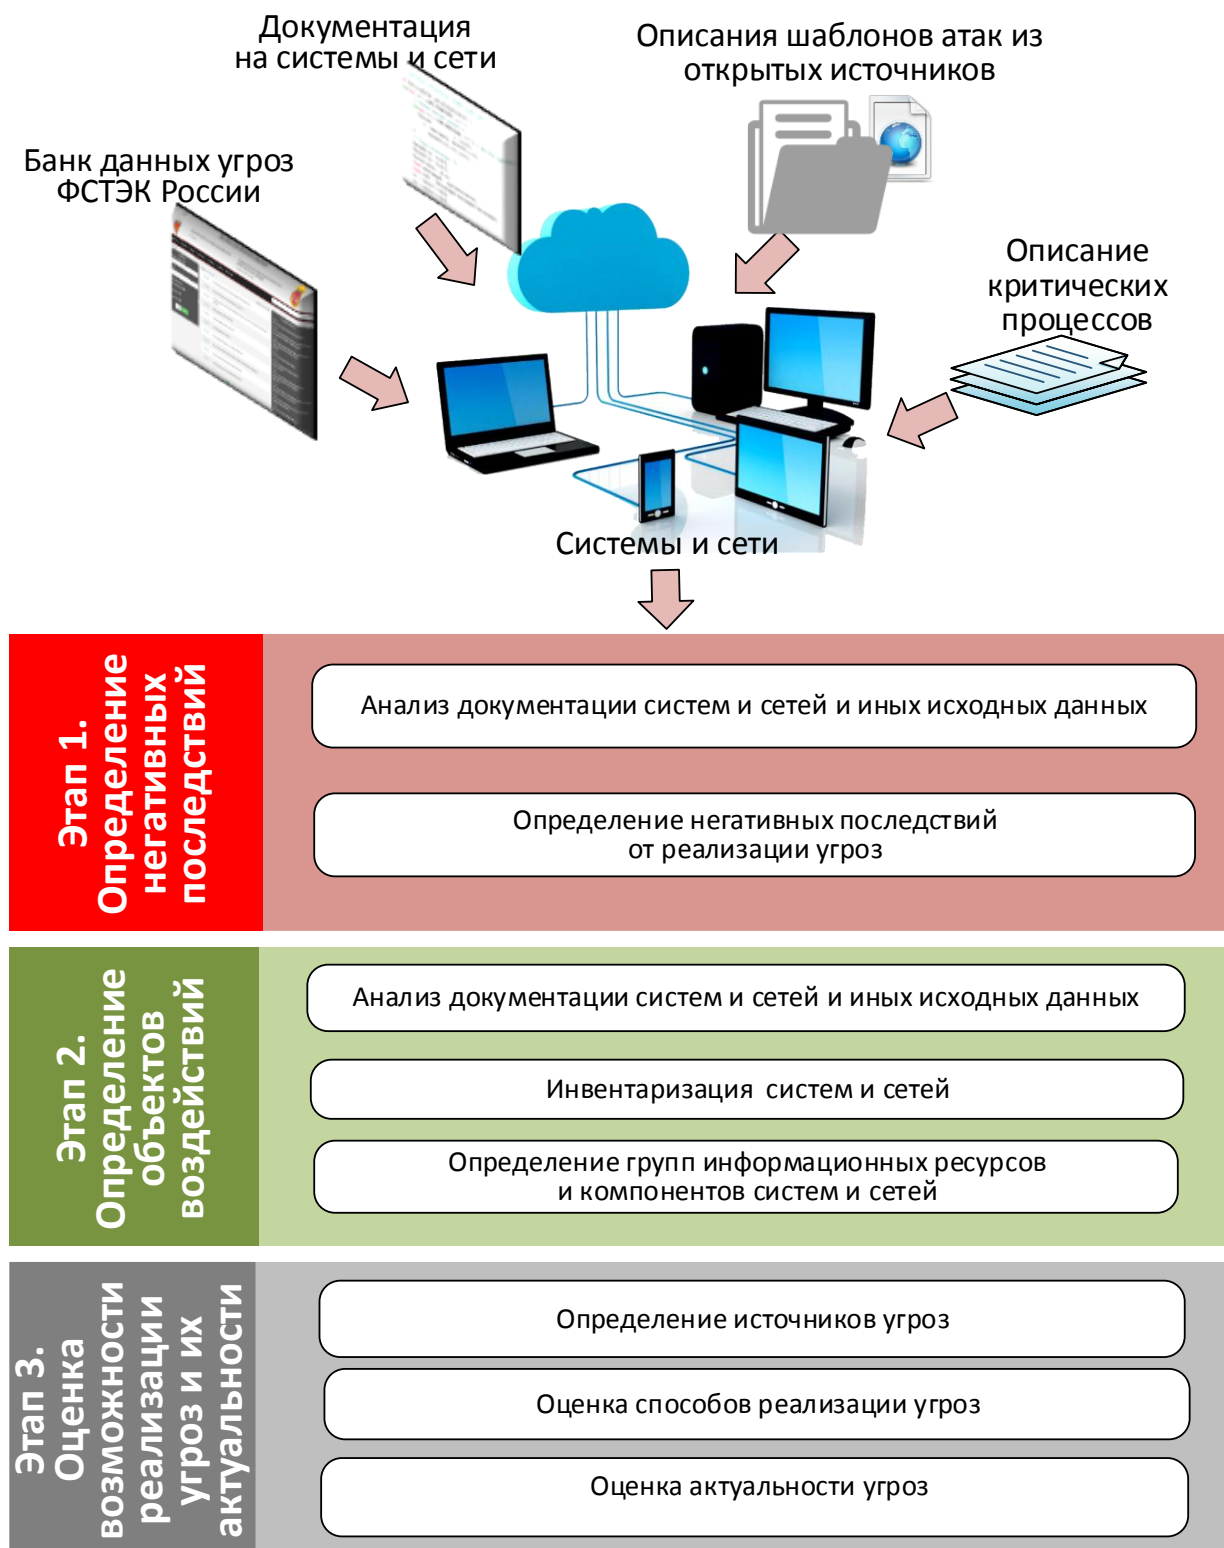 Документация
на системы и сети
Описания шаблонов атак из
открытых источников
Банк данных угроз
ФСТЭК России
Описание
критических
процессов
Системы и сети
Этап 1.
Определение
негативных
последствий
Анализ документации систем и сетей и иных исходных данных
Определение негативных последствий
от реализации угроз
Этап 2.
Определение
объектов
воздействий
Анализ документации систем и сетей и иных исходных данных
Инвентаризация систем и сетей
Определение групп информационных ресурсов
и компонентов систем и сетей
Этап 3.
Оценка
возможности
реализации
угроз и их
актуальности
Определение источников угроз
Оценка способов реализации угроз
Оценка актуальности угроз